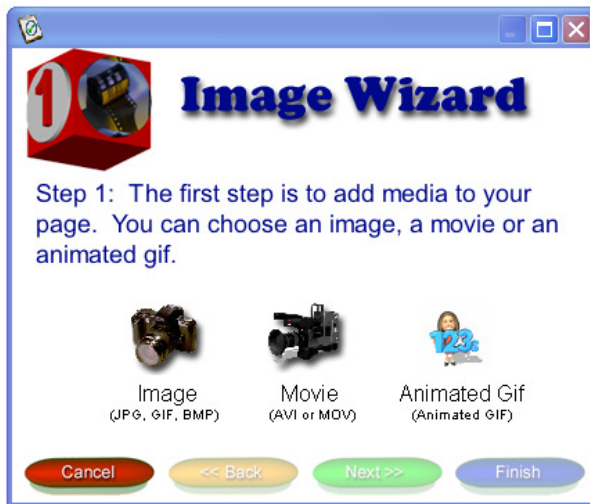 1
Image Wizard
Step 1: The first step is to add media to your
page. You can choose an image, a movie or an
animated gif.
123s
Image
Movie
Animated Gif
(JPG, GIF, BMP)
(AVI or MOV)
(Animated GIF)
Cancel
<< Back
Next >>
Finish